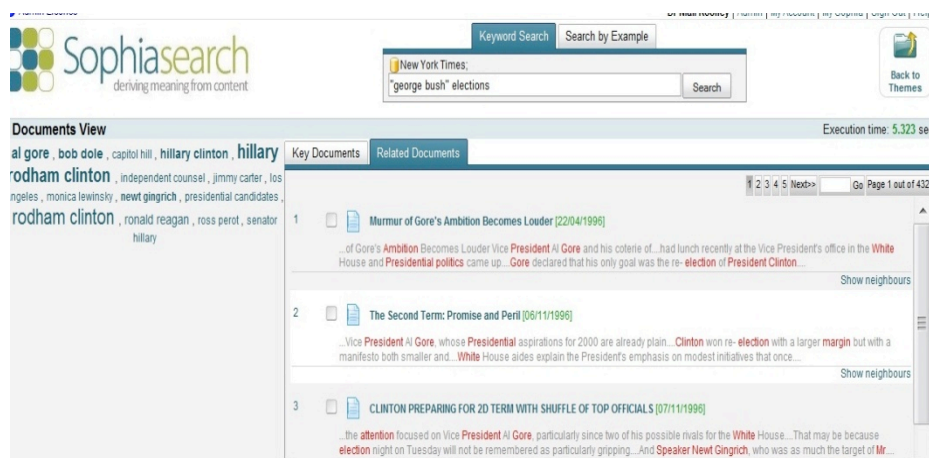 Admin | My Account | My Sophia | Sign Out | Help
Sophiasearch
deriving meaning from content
Keyword Search Search by Example
New York Times;
"george bush" elections
Search
Back to
Themes
Documents View
Execution time: 5.323 se
al gore , bob dole , capitol hill , hillary clinton , hillary
rodham clinton , independent counsel , jimmy carter , los
ngeles , monica lewinsky , newt gingrich , presidential candidates ,
rodham clinton , ronald reagan , ross perot , senator
hillary
Key Documents Related Documents
1 2 3 4 5 Next>> Go Page 1 out of 432
1 Murmur of Gore's Ambition Becomes Louder [22/04/1996]
...of Gore's Ambition Becomes Louder Vice President Al Gore and his coterie of....had lunch recently at the Vice President's office in the White
House and Presidential politics came up....Gore declared that his only goal was the re- election of President Clinton....
Show neighbours
2 The Second Term: Promise and Peril [06/11/1996]
...Vice President Al Gore, whose Presidential aspirations for 2000 are already plain....Clinton won re- election with a larger margin but with a
manifesto both smaller and....White House aides explain the President's emphasis on modest initiatives that once....
Show neighbours
3 CLINTON PREPARING FOR 2D TERM WITH SHUFFLE OF TOP OFFICIALS [07/11/1996]
...the attention focused on Vice President Al Gore, particularly since two of his possible rivals for the White House....That may be because
election night on Tuesday will not be remembered as particularly gripping....And Speaker Newt Gingrich, who was as much the target of Mr....